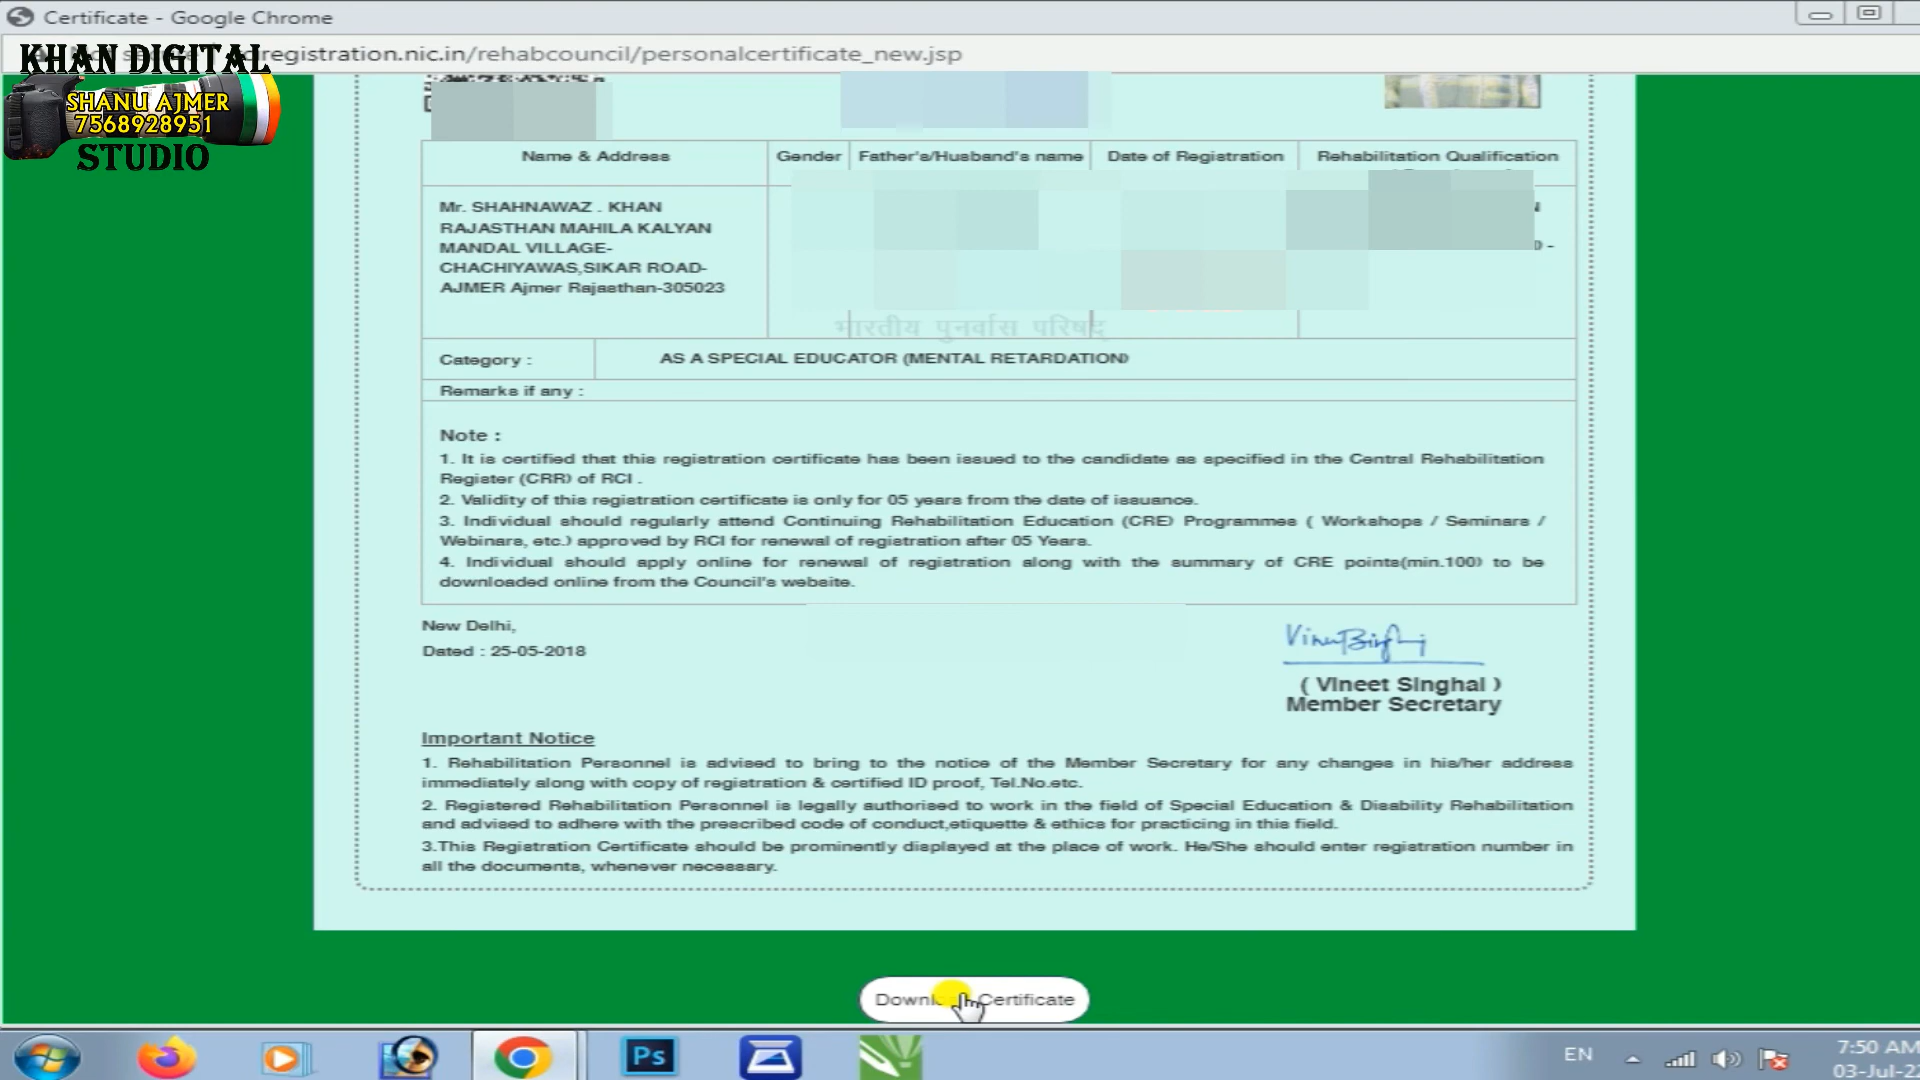 Certificate - Google Chrome
registration.nic.in/rehabcouncil/personalcertificate_new.jsp
KHAN DIGITAL
SHANU AJMER
7568928951
STUDIO
Name & Address Gender Father's/Husband's name Date of Registration Rehabilitation Qualification
Mr. SHAHNAWAZ . KHAN
RAJASTHAN MAHILA KALYAN
MANDAL VILLAGE-
CHACHIYAWAS,SIKAR ROAD-
AJMER Ajmer Rajasthan-305023
भारतीय पुनर्वास परिषद्
Category : AS A SPECIAL EDUCATOR (MENTAL RETARDATION)
Remarks if any :
Note :
1. It is certified that this registration certificate has been issued to the candidate as specified in the Central Rehabilitation
Register (CRR) of RCI .
2. Validity of this registration certificate is only for 05 years from the date of issuance.
3. Individual should regularly attend Continuing Rehabilitation Education (CRE) Programmes ( Workshops / Seminars /
Webinars, etc.) approved by RCI for renewal of registration after 05 Years.
4. Individual should apply online for renewal of registration along with the summary of CRE points(min.100) to be
downloaded online from the Council's website.
New Delhi,
Dated : 25-05-2018
( Vineet Singhal )
Member Secretary
Important Notice
1. Rehabilitation Personnel is advised to bring to the notice of the Member Secretary for any changes in his/her address
immediately along with copy of registration & certified ID proof, Tel.No.etc.
2. Registered Rehabilitation Personnel is legally authorised to work in the field of Special Education & Disability Rehabilitation
and advised to adhere with the prescribed code of conduct,etiquette & ethics for practicing in this field.
3.This Registration Certificate should be prominently displayed at the place of work. He/She should enter registration number in
all the documents, whenever necessary.
Download Certificate
Ps
EN
7:50 AM
03-Jul-22